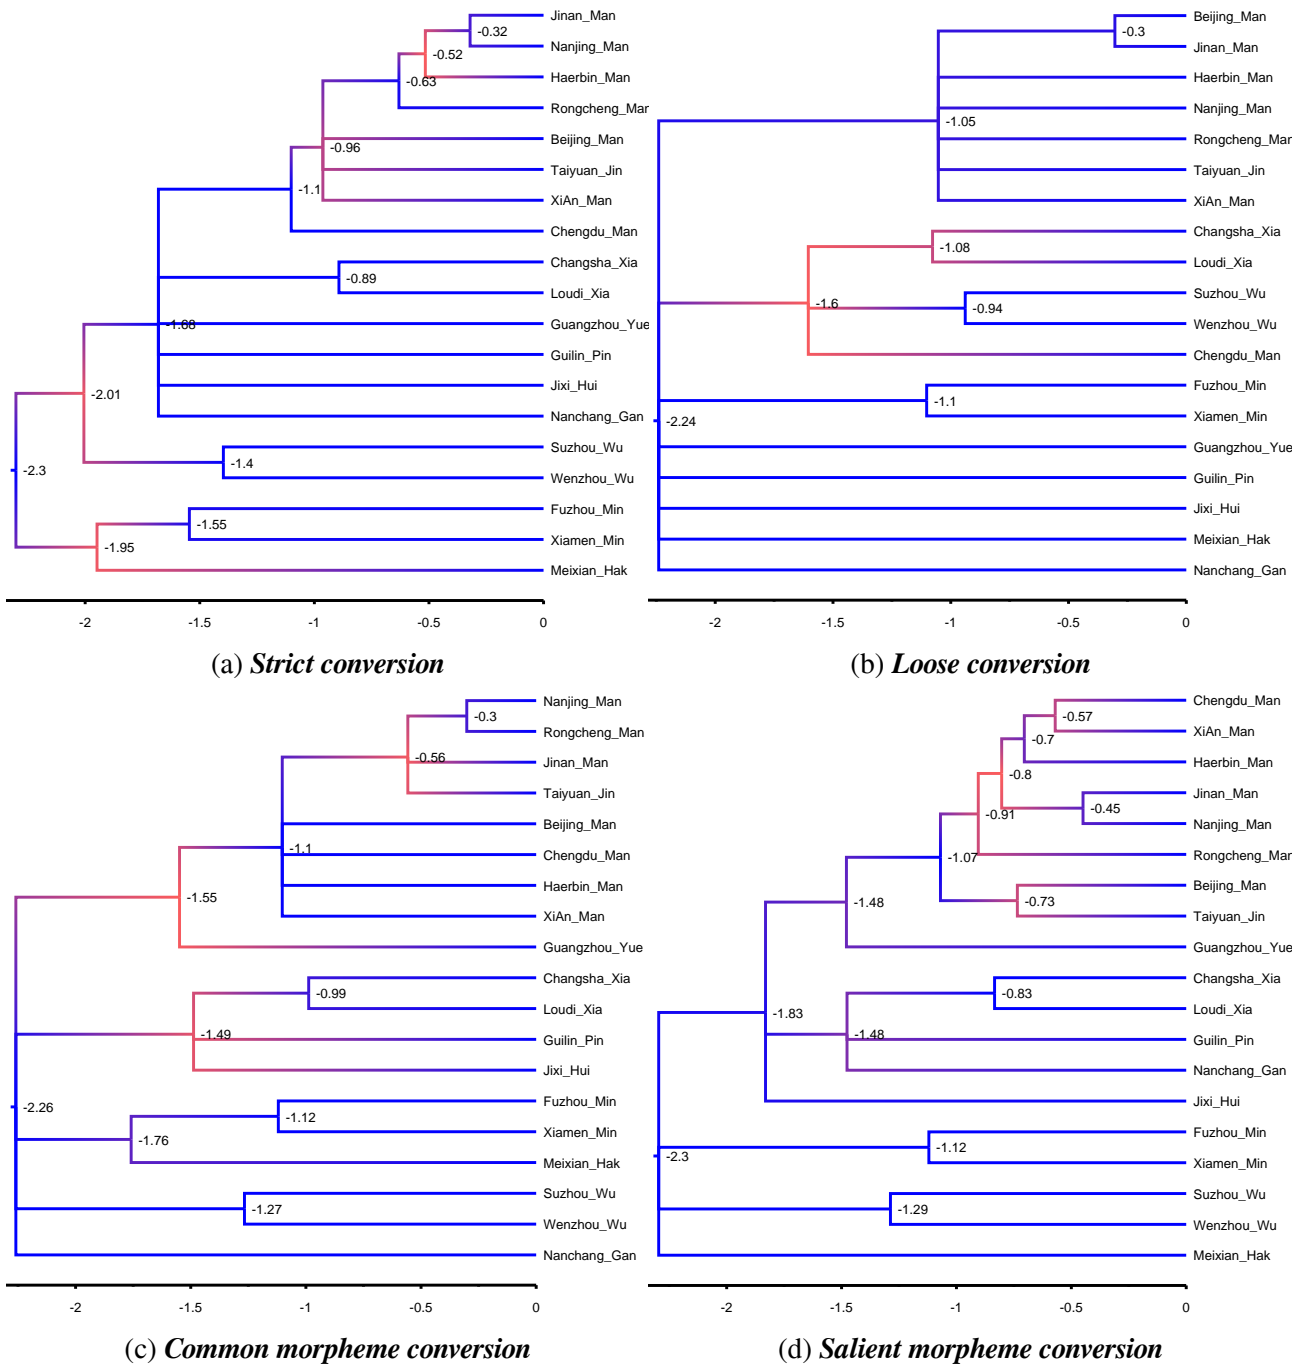 Jinan_Man
-0.32
Nanjing_Man
-0.52
Haerbin_Man
-0.63
Rongcheng_Man
Beijing_Man
-0.96
Taiyuan_Jin
-1.1
XiAn_Man
Chengdu_Man
Changsha_Xia
-0.89
Loudi_Xia
-1.68
Guangzhou_Yue
Guilin_Pin
Jixi_Hui
-2.01
Nanchang_Gan
Suzhou_Wu
-1.4
-2.3
Wenzhou_Wu
Fuzhou_Min
-1.55
Xiamen_Min
-1.95
Meixian_Hak
-2 -1.5 -1 -0.5 0
(a) Strict conversion
Beijing_Man
-0.3
Jinan_Man
Haerbin_Man
Nanjing_Man
-1.05
Rongcheng_Man
Taiyuan_Jin
XiAn_Man
Changsha_Xia
-1.08
Loudi_Xia
Suzhou_Wu
-1.6
-0.94
Wenzhou_Wu
Chengdu_Man
Fuzhou_Min
-1.1
Xiamen_Min
-2.24
Guangzhou_Yue
Guilin_Pin
Jixi_Hui
Meixian_Hak
Nanchang_Gan
-2 -1.5 -1 -0.5 0
(b) Loose conversion
Nanjing_Man
-0.3
Rongcheng_Man
-0.56
Jinan_Man
Taiyuan_Jin
Beijing_Man
-1.1
Chengdu_Man
Haerbin_Man
-1.55
XiAn_Man
Guangzhou_Yue
Changsha_Xia
-0.99
Loudi_Xia
-1.49
Guilin_Pin
Jixi_Hui
Fuzhou_Min
-2.26
-1.12
Xiamen_Min
-1.76
Meixian_Hak
Suzhou_Wu
-1.27
Wenzhou_Wu
Nanchang_Gan
-2 -1.5 -1 -0.5 0
(c) Common morpheme conversion
Chengdu_Man
-0.57
XiAn_Man
-0.7
Haerbin_Man
-0.8
Jinan_Man
-0.45
-0.91
Nanjing_Man
Rongcheng_Man
-1.07
Beijing_Man
-0.73
-1.48
Taiyuan_Jin
Guangzhou_Yue
Changsha_Xia
-0.83
Loudi_Xia
-1.83
-1.48
Guilin_Pin
Nanchang_Gan
Jixi_Hui
Fuzhou_Min
-1.12
-2.3
Xiamen_Min
Suzhou_Wu
-1.29
Wenzhou_Wu
Meixian_Hak
-2 -1.5 -1 -0.5 0
(d) Salient morpheme conversion